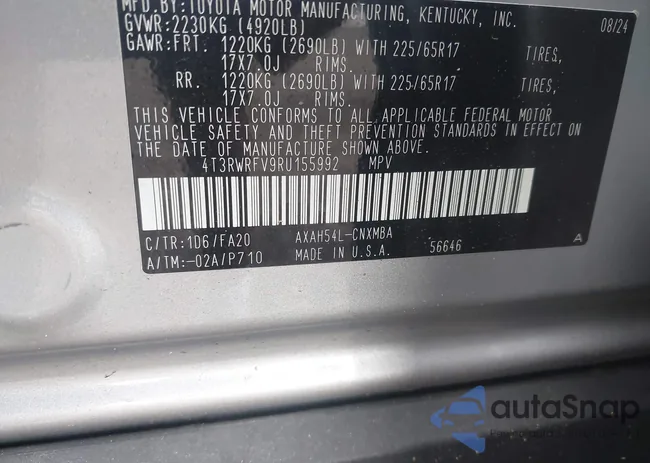 MFD.BY:TOYOTA MOTOR MANUFACTURING, KENTUCKY, INC.
GVWR:2230KG (4920LB) 08/24
GAWR:FRT. 1220KG (2690LB) WITH 225/65R17 TIRES,
17X7.0J RIMS.
RR. 1220KG (2690LB) WITH 225/65R17 TIRES,
17X7.0J RIMS.
THIS VEHICLE CONFORMS TO ALL APPLICABLE FEDERAL MOTOR
VEHICLE SAFETY AND THEFT PREVENTION STANDARDS IN EFFECT ON
THE DATE OF MANUFACTURE SHOWN ABOVE.
4T3RWRFV9RU155992 MPV
C/TR:1D6/FA20 AXAH54L-CNXMBA
A/TM:-02A/P710 MADE IN U.S.A. 56646 A
autoSnap